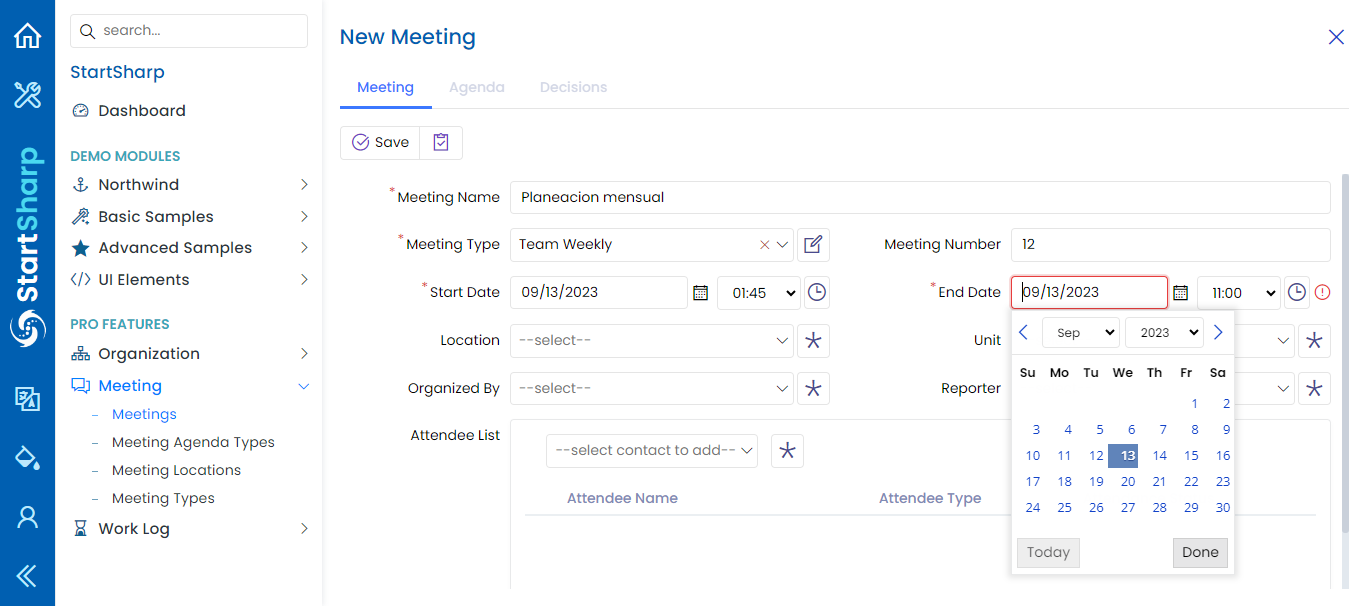 StartSharp
search...
StartSharp
Dashboard
DEMO MODULES
Northwind
Basic Samples
Advanced Samples
UI Elements
PRO FEATURES
Organization
Meeting
Meetings
Meeting Agenda Types
Meeting Locations
Meeting Types
Work Log
New Meeting
Meeting Agenda Decisions
Save
*Meeting Name Planeacion mensual
*Meeting Type Team Weekly Meeting Number 12
*Start Date 09/13/2023 01:45 *End Date 09/13/2023 11:00
Location --select-- Unit
Organized By --select-- Reporter
Attendee List --select contact to add--
Attendee Name Attendee Type
Sep 2023
Su Mo Tu We Th Fr Sa
1 2
3 4 5 6 7 8 9
10 11 12 13 14 15 16
17 18 19 20 21 22 23
24 25 26 27 28 29 30
Today Done